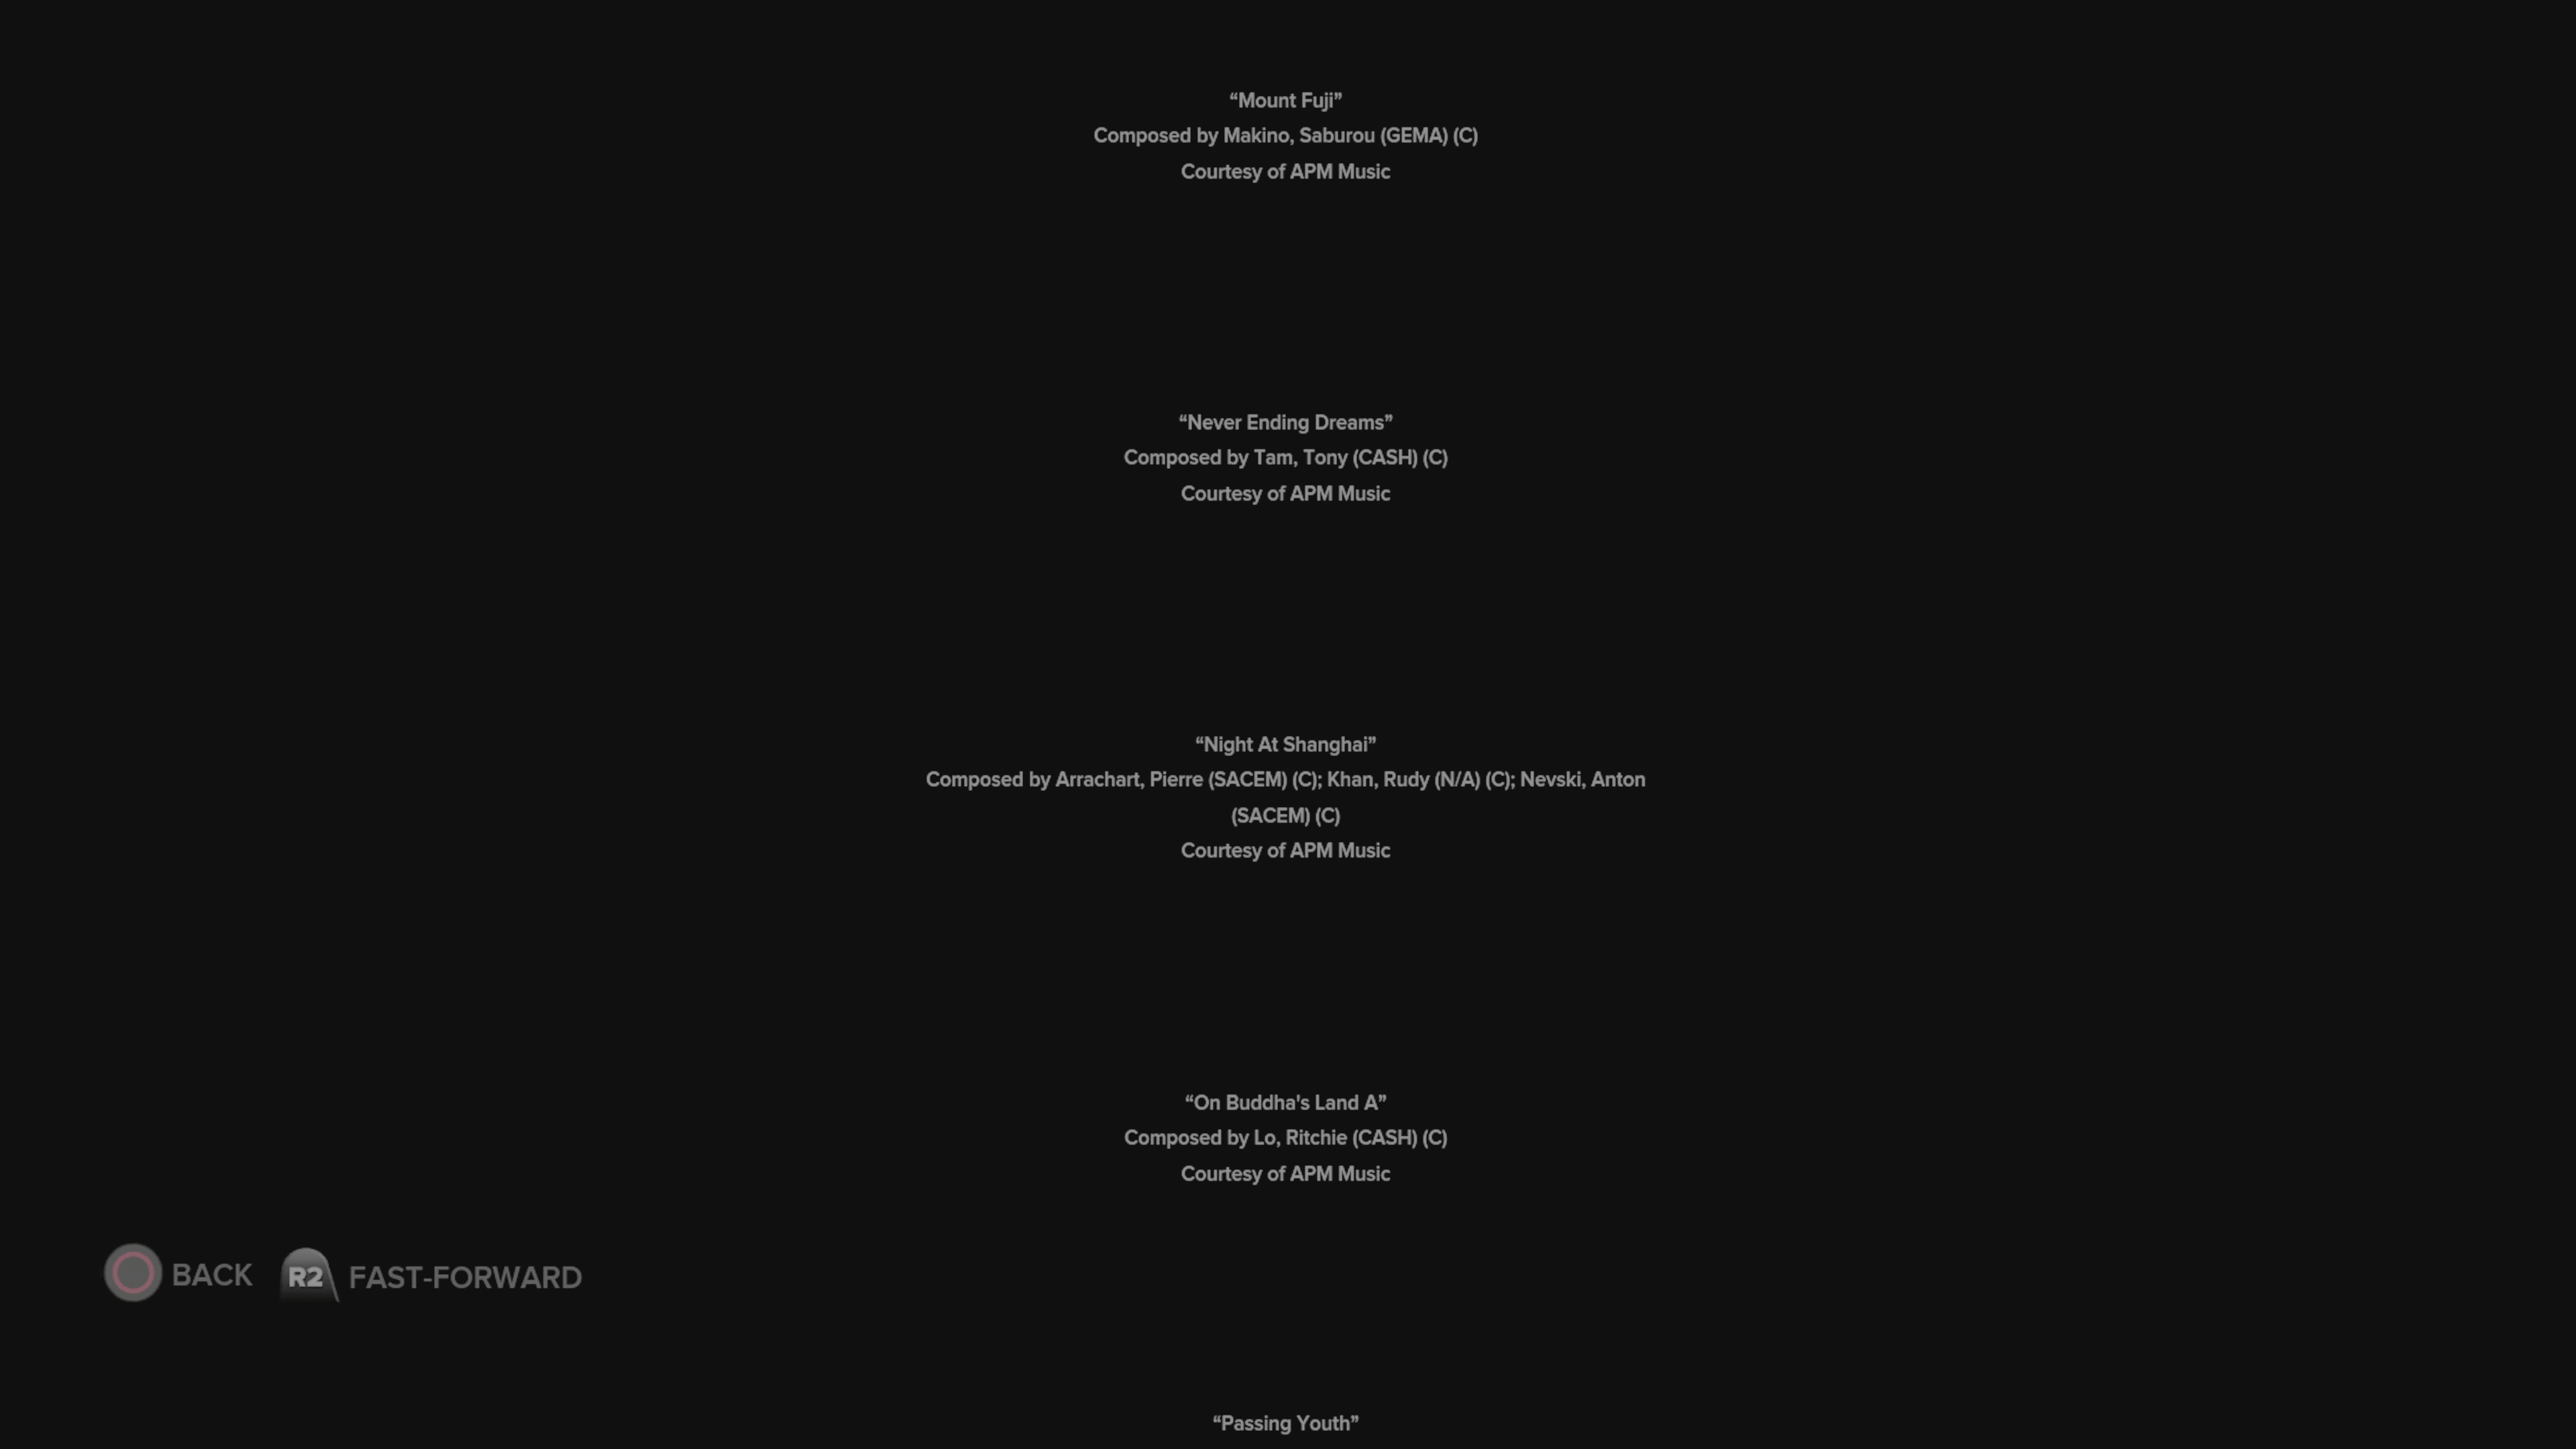 “Mount Fuji”
Composed by Makino, Saburou (GEMA) (C)
Courtesy of APM Music
“Never Ending Dreams”
Composed by Tam, Tony (CASH) (C)
Courtesy of APM Music
“Night At Shanghai”
Composed by Arrachart, Pierre (SACEM) (C); Khan, Rudy (N/A) (C); Nevski, Anton
(SACEM) (C)
Courtesy of APM Music
“On Buddha's Land A”
Composed by Lo, Ritchie (CASH) (C)
Courtesy of APM Music
BACK R2 FAST-FORWARD
“Passing Youth”